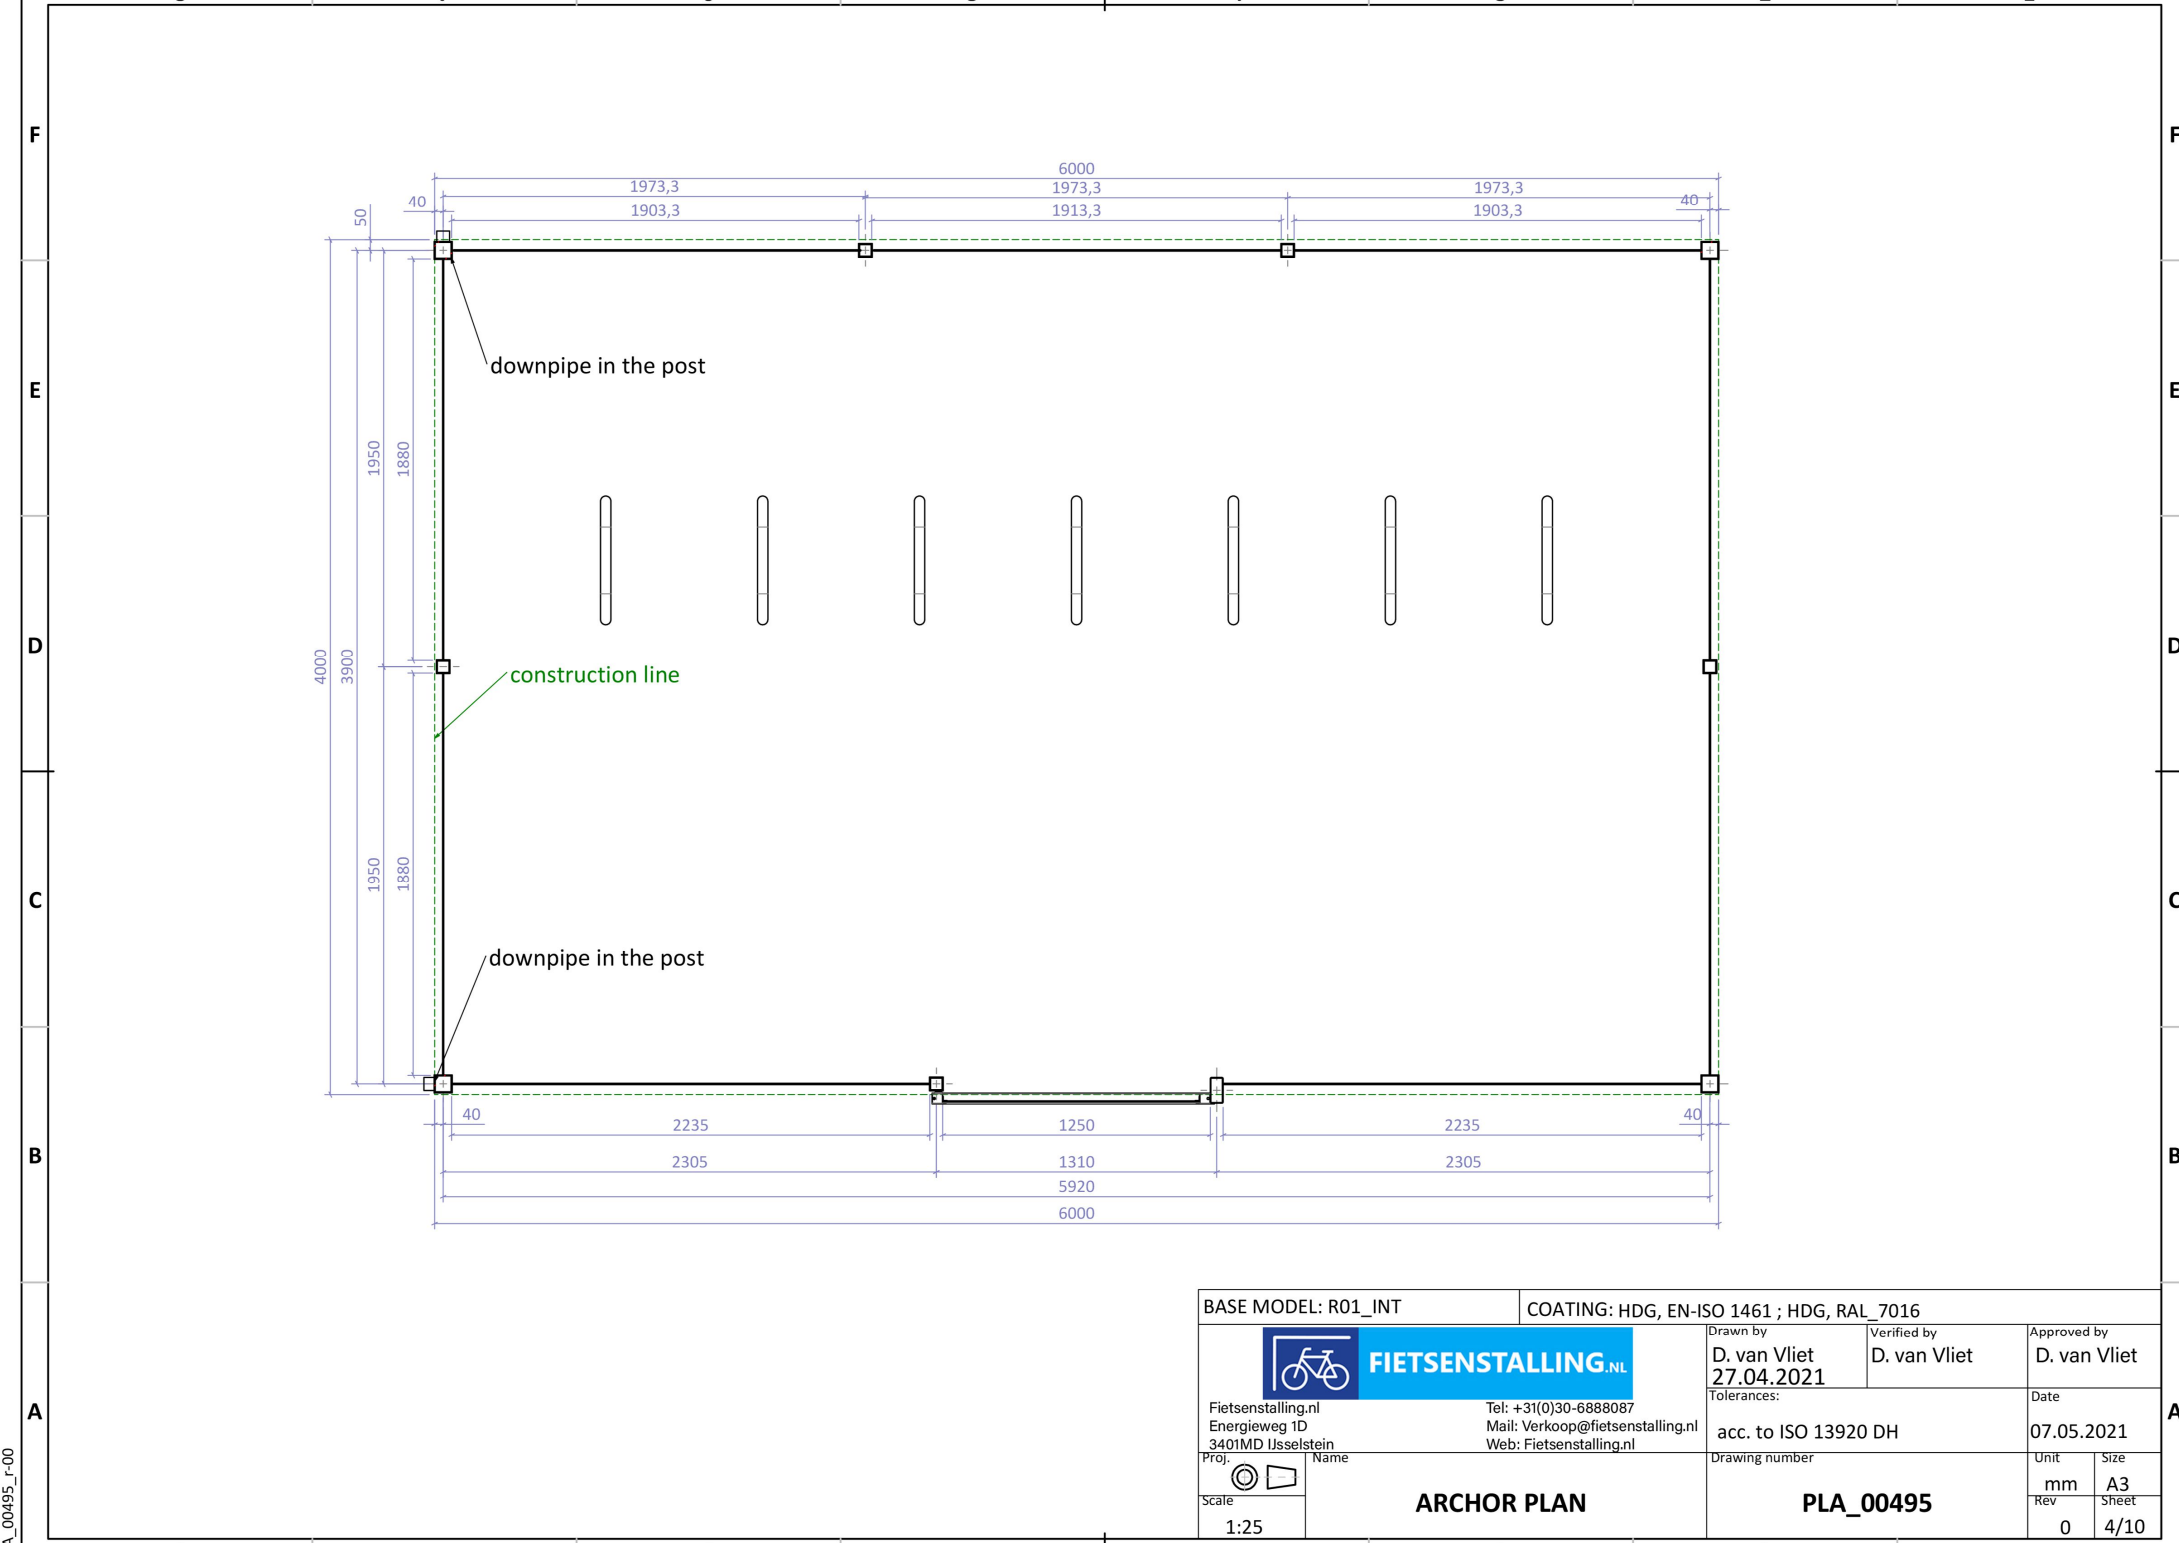 F
F
6000
1973,3
1973,3
1973,3
40
1903,3
1913,3
1903,3
40
50
downpipe in the post
E
E
1950
1880
D
D
4000
3900
construction line
1950
1880
C
C
downpipe in the post
40
40
2235
1250
2235
B
B
2305
1310
2305
5920
6000
BASE MODEL: R01_INT
COATING: HDG, EN-ISO 1461 ; HDG, RAL_7016
FIETSENSTALLING.NL
Drawn by
D. van Vliet
27.04.2021
Verified by
D. van Vliet
Approved by
D. van Vliet
A
A
Fietsenstalling.nl
Energieweg 1D
3401MD IJsselstein
Tel: +31(0)30-6888087
Mail: Verkoop@fietsenstalling.nl
Web: Fietsenstalling.nl
Tolerances:
acc. to ISO 13920 DH
Date
07.05.2021
Proj.
Name
ARCHOR PLAN
Drawing number
PLA_00495
Unit
mm
Size
A3
Scale
1:25
Rev
0
Sheet
4/10
A_00495_r-00